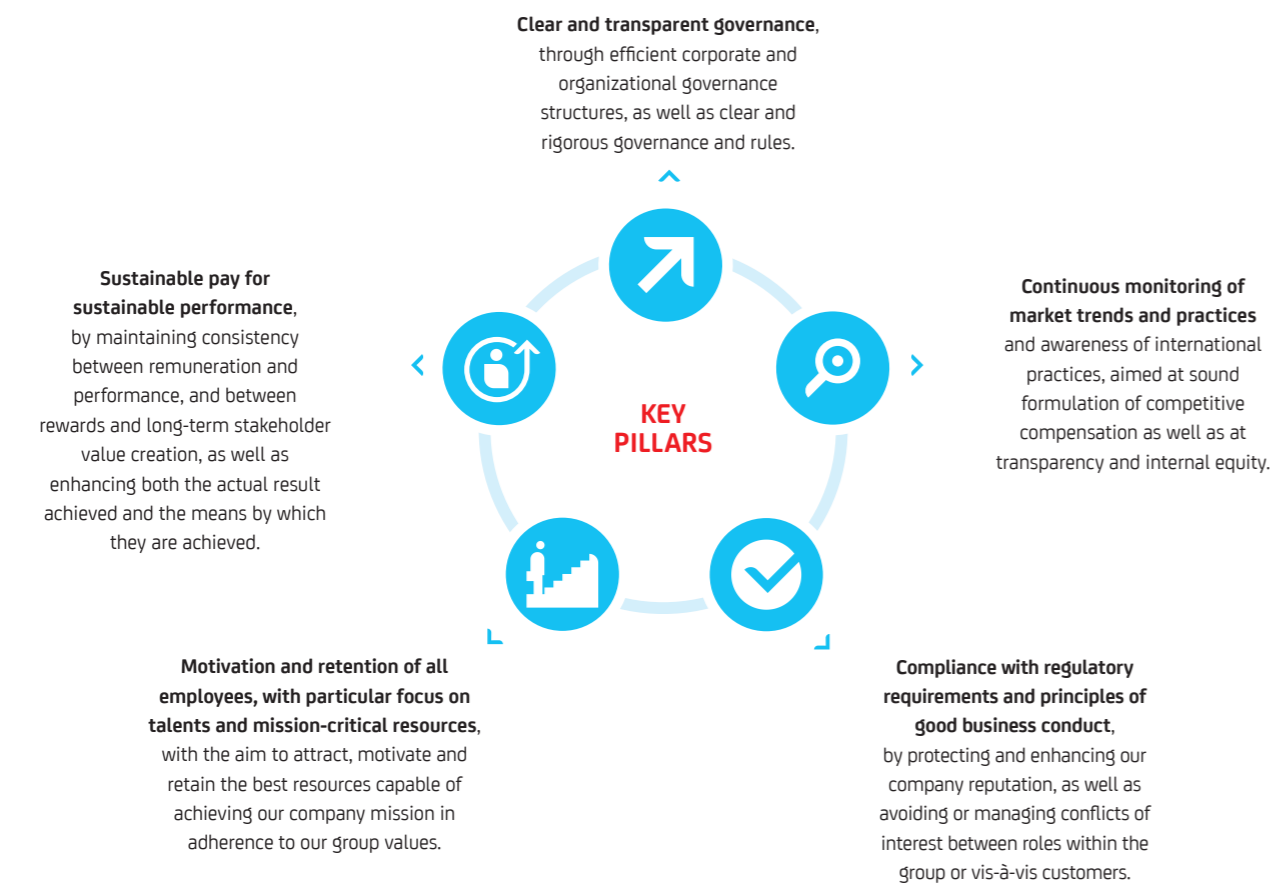 Clear and transparent governance,
through efficient corporate and
organizational governance
structures, as well as clear and
rigorous governance and rules.
Sustainable pay for
sustainable performance,
by maintaining consistency
between remuneration and
performance, and between
rewards and long-term stakeholder
value creation, as well as
enhancing both the actual result
achieved and the means by which
they are achieved.
KEY
PILLARS
Continuous monitoring of
market trends and practices
and awareness of international
practices, aimed at sound
formulation of competitive
compensation as well as at
transparency and internal equity.
Motivation and retention of all
employees, with particular focus on
talents and mission-critical resources,
with the aim to attract, motivate and
retain the best resources capable of
achieving our company mission in
adherence to our group values.
Compliance with regulatory
requirements and principles of
good business conduct,
by protecting and enhancing our
company reputation, as well as
avoiding or managing conflicts of
interest between roles within the
group or vis-à-vis customers.